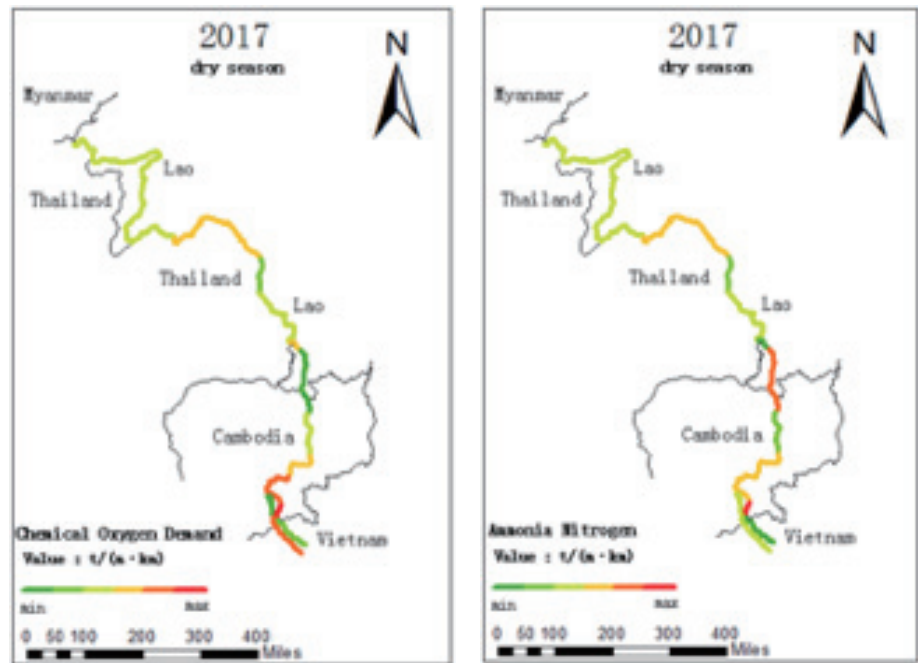 2017
dry season
N
Myanmar
Lao
Thailand
Thailand
Lao
Cambodia
Vietnam
Chemical Oxygen Demand
Value : t/(a·km)
min max
0 50 100 200 300 400
Miles
2017
dry season
N
Myanmar
Lao
Thailand
Thailand
Lao
Cambodia
Vietnam
Ammonia Nitrogen
Value : t/(a·km)
min max
0 50 100 200 300 400
Miles